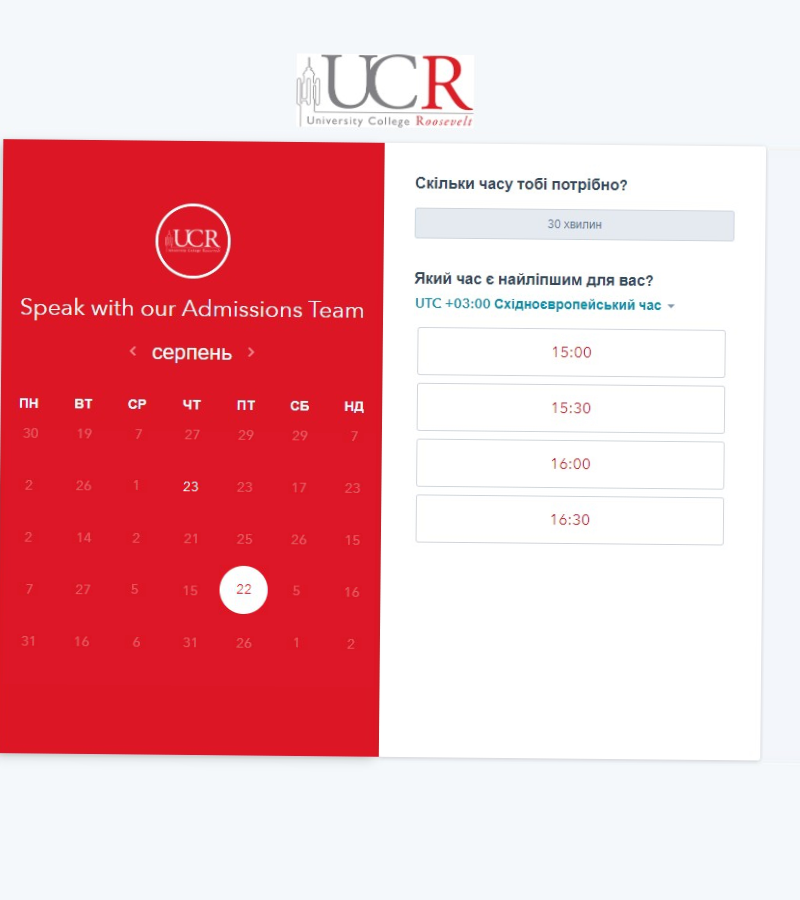 UCR
University College Roosevelt
UCR
Speak with our Admissions Team
серпень
ПН ВТ СР ЧТ ПТ СБ НД
30 19 7 27 29 29 7
2 26 1 23 23 17 23
2 14 2 21 25 26 15
7 27 5 15 22 5 16
31 16 6 31 26 1 2
Скільки часу тобі потрібно?
30 хвилин
Який час є найліпшим для вас?
UTC +03:00 Східноєвропейський час
15:00
15:30
16:00
16:30